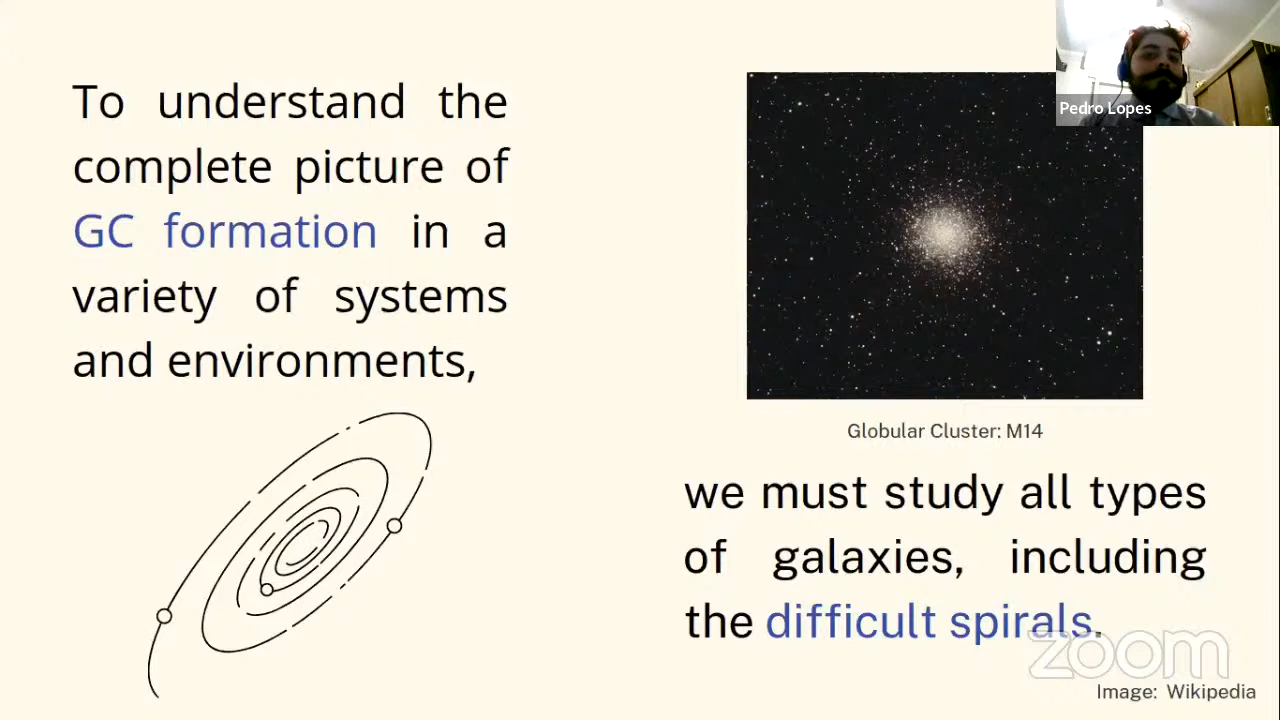 To understand the
complete picture of
GC formation in a
variety of systems
and environments,
Pedro Lopes
Globular Cluster: M14
we must study all types
of galaxies, including
the difficult spirals.
zoom
Image: Wikipedia